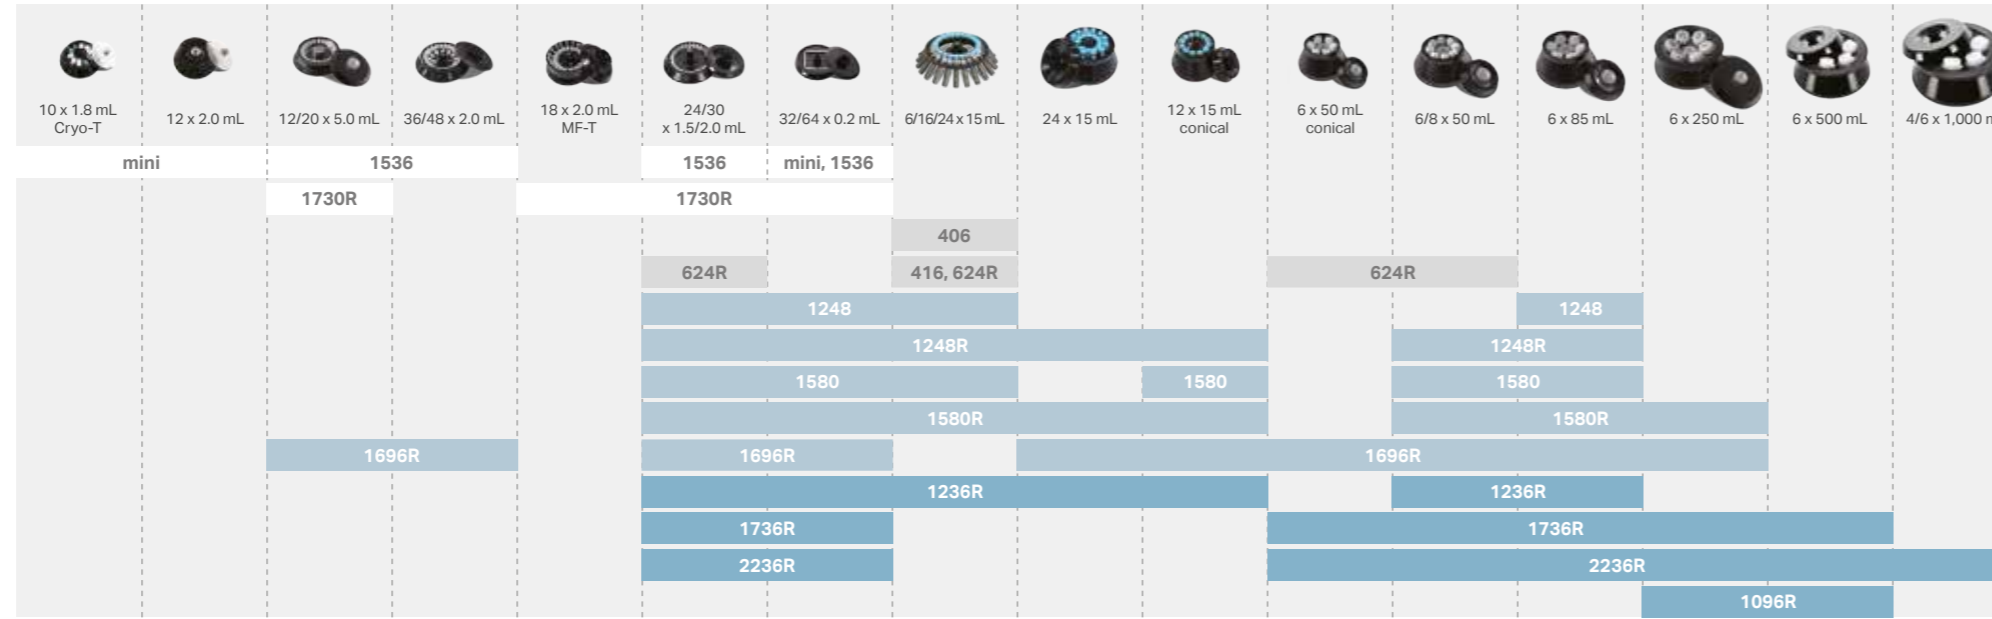 10 x 1.8 mL
Cryo-T
12 x 2.0 mL
12/20 x 5.0 mL
36/48 x 2.0 mL
18 x 2.0 mL
MF-T
24/30
x 1.5/2.0 mL
32/64 x 0.2 mL
6/16/24 x 15 mL
24 x 15 mL
12 x 15 mL
conical
6 x 50 mL
conical
6/8 x 50 mL
6 x 85 mL
6 x 250 mL
6 x 500 mL
4/6 x 1,000 m
mini 1536 1536 mini, 1536
1730R 1730R
406
624R 416, 624R 624R
1248 1248
1248R 1248R
1580 1580 1580
1580R 1580R
1696R 1696R 1696R
1236R 1236R
1736R 1736R
2236R 2236R
1096R